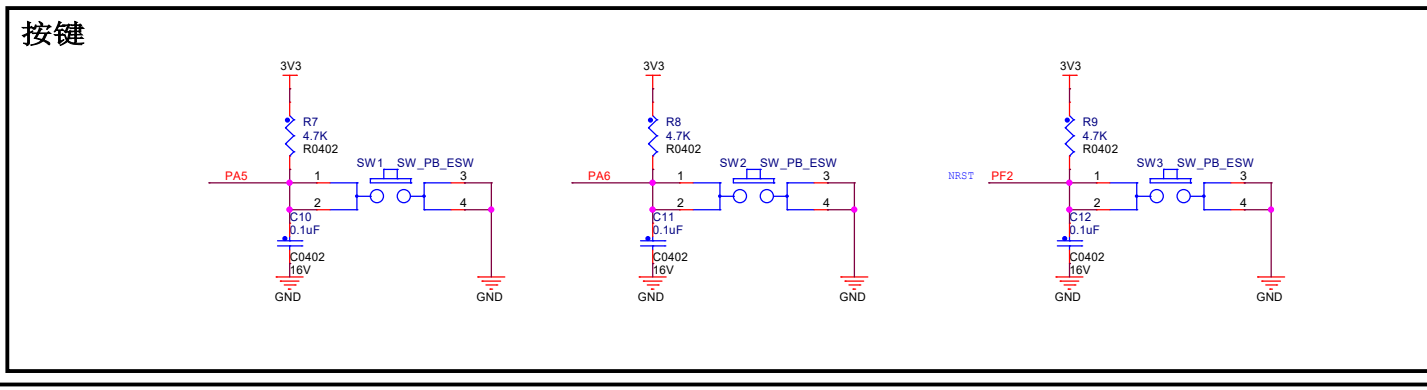 按键
3V3 3V3 3V3
R7 R8 R9
4.7K 4.7K 4.7K
R0402 R0402 R0402
SW1 SW_PB_ESW SW2 SW_PB_ESW SW3 SW_PB_ESW
PA5 1 3 PA6 1 3 NRST PF2 1 3
2 4 2 4 2 4
C10 C11 C12
0.1uF 0.1uF 0.1uF
C0402 C0402 C0402
16V 16V 16V
GND GND GND GND GND GND